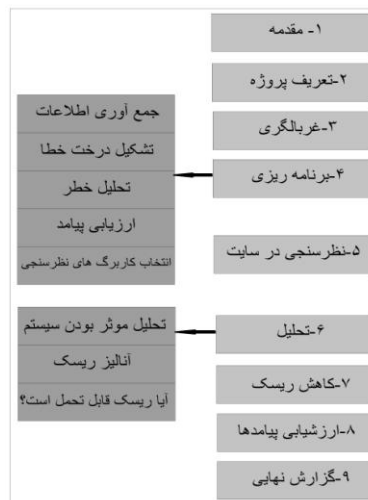 ۱- مقدمه
۲-تعریف پروژه
۳-غربالگری
۴-برنامه ریزی
جمع آوری اطلاعات
تشکیل درخت خطا
تحلیل خطر
ارزیابی پیامد
انتخاب کاربرگ های نظرسنجی
۵-نظرسنجی در سایت
۶-تحلیل
تحلیل موثر بودن سیستم
آنالیز ریسک
آیا ریسک قابل تحمل است؟
۷-کاهش ریسک
۸-ارزشیابی پیامدها
۹-گزارش نهایی